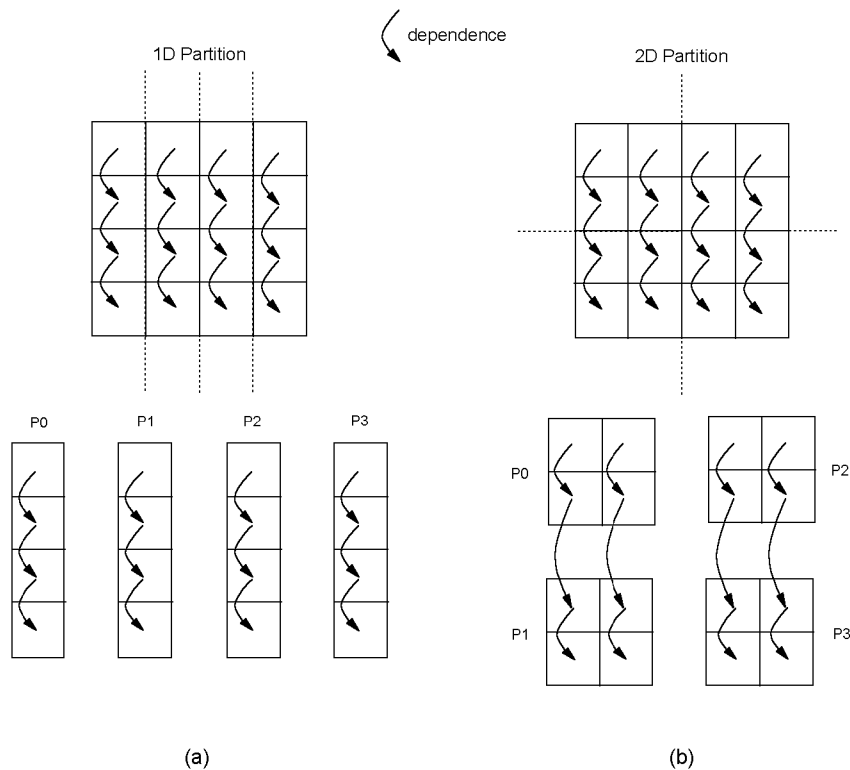 dependence
1D Partition
2D Partition
P0
P1
P2
P3
P0
P2
P1
P3
(a)
(b)